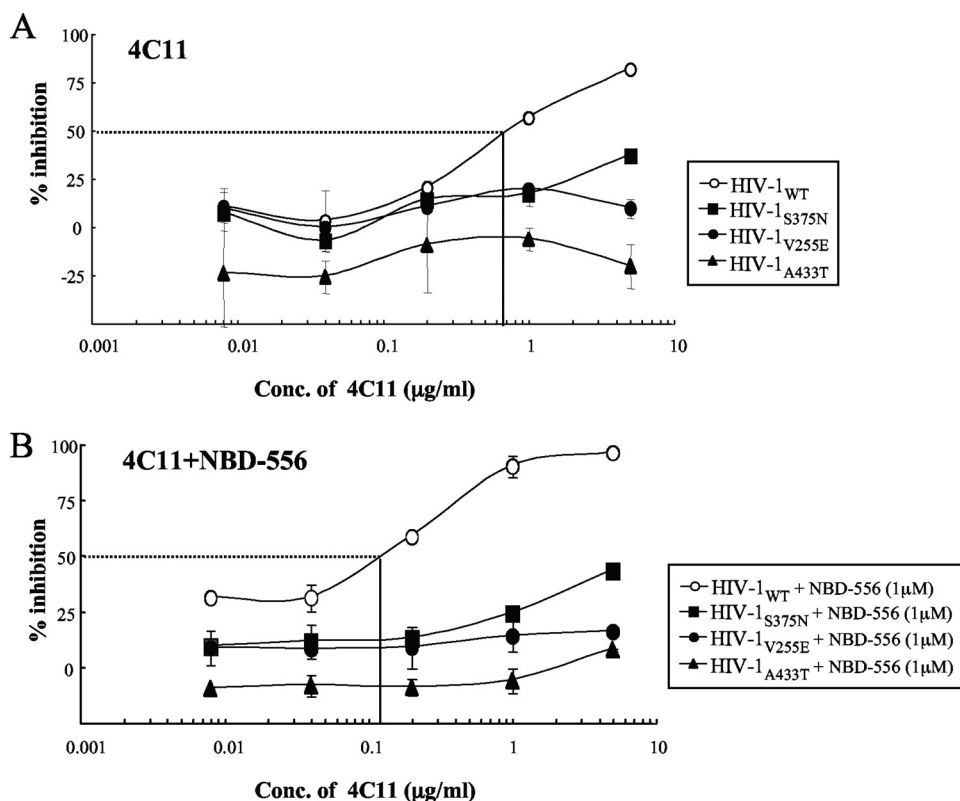 A
4C11
100
75
50
25
0
-25
% inhibition
0.001
0.01
0.1
1
10
Conc. of 4C11 (μg/ml)
HIV-1WT
HIV-1S375N
HIV-1V255E
HIV-1A433T
B
4C11+NBD-556
100
75
50
25
0
% inhibition
0.001
0.01
0.1
1
10
Conc. of 4C11 (μg/ml)
HIV-1WT + NBD-556 (1μM)
HIV-1S375N + NBD-556 (1μM)
HIV-1V255E + NBD-556 (1μM)
HIV-1A433T + NBD-556 (1μM)